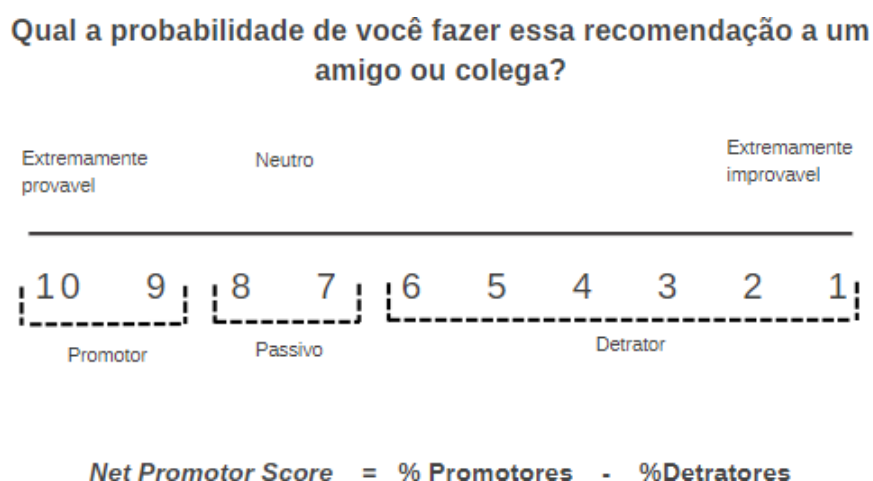 Qual a probabilidade de você fazer essa recomendação a um
amigo ou colega?
Extremamente
provavel
Neutro
Extremamente
improvavel
10 9 8 7 6 5 4 3 2 1
Promotor
Passivo
Detrator
Net Promotor Score = % Promotores - %Detratores